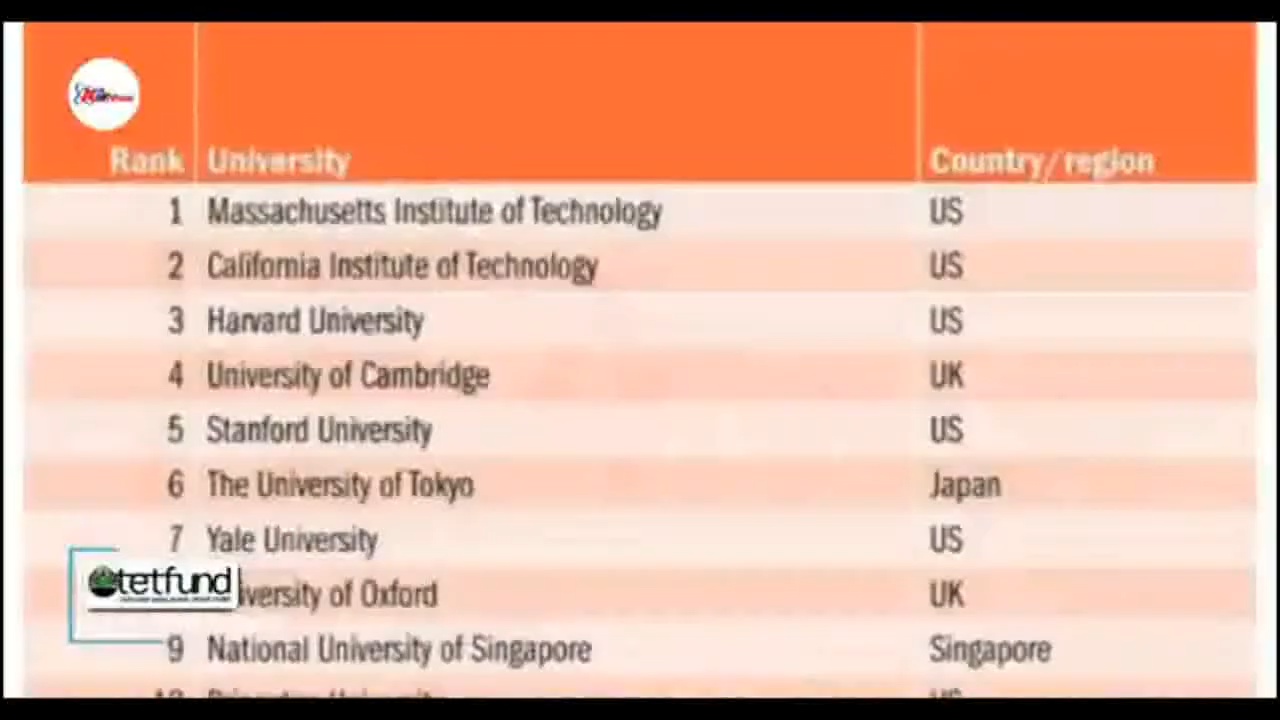 Rank University Country/region
1 Massachusetts Institute of Technology US
2 California Institute of Technology US
3 Harvard University US
4 University of Cambridge UK
5 Stanford University US
6 The University of Tokyo Japan
7 Yale University US
tetfund
iversity of Oxford UK
9 National University of Singapore Singapore